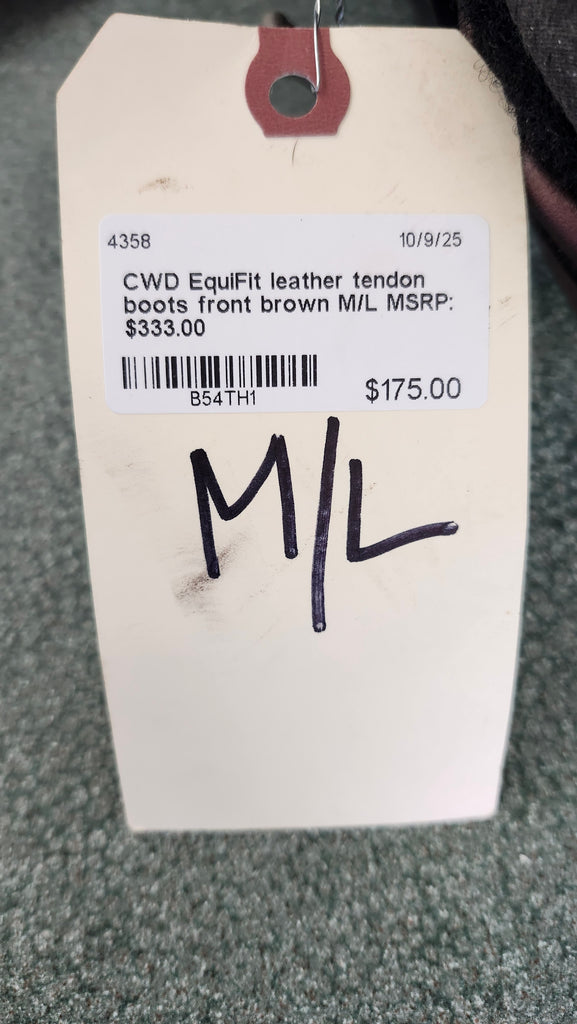 4358 10/9/25
CWD EquiFit leather tendon
boots front brown M/L MSRP:
$333.00
B54TH1 $175.00
M/L